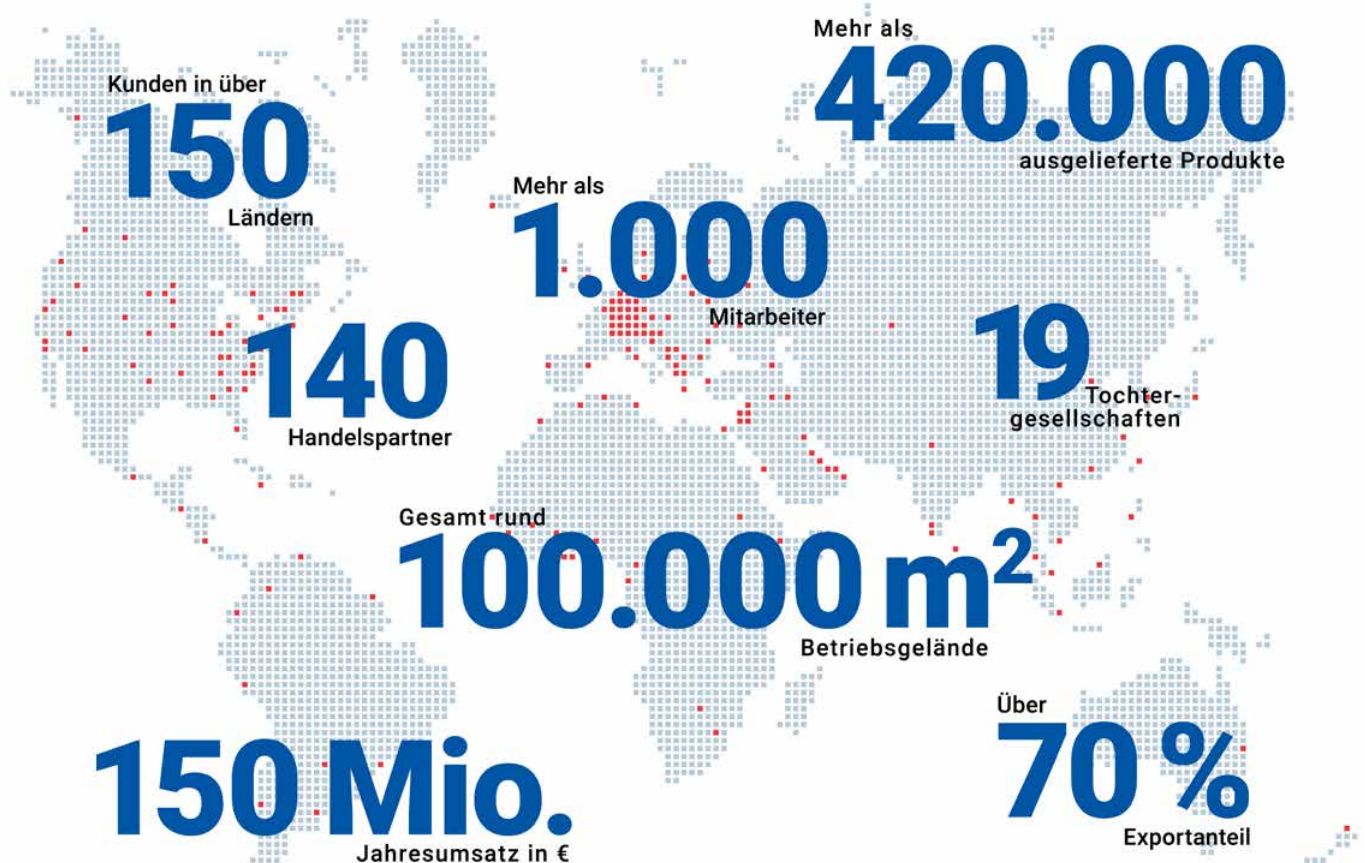 Mehr als
420.000
ausgelieferte Produkte
Kunden in über
150
Ländern
Mehr als
1.000
Mitarbeiter
19
Tochter-
gesellschaften
140
Handelspartner
Gesamt rund
100.000 m²
Betriebsgelände
Über
70 %
Exportanteil
150 Mio.
Jahresumsatz in €